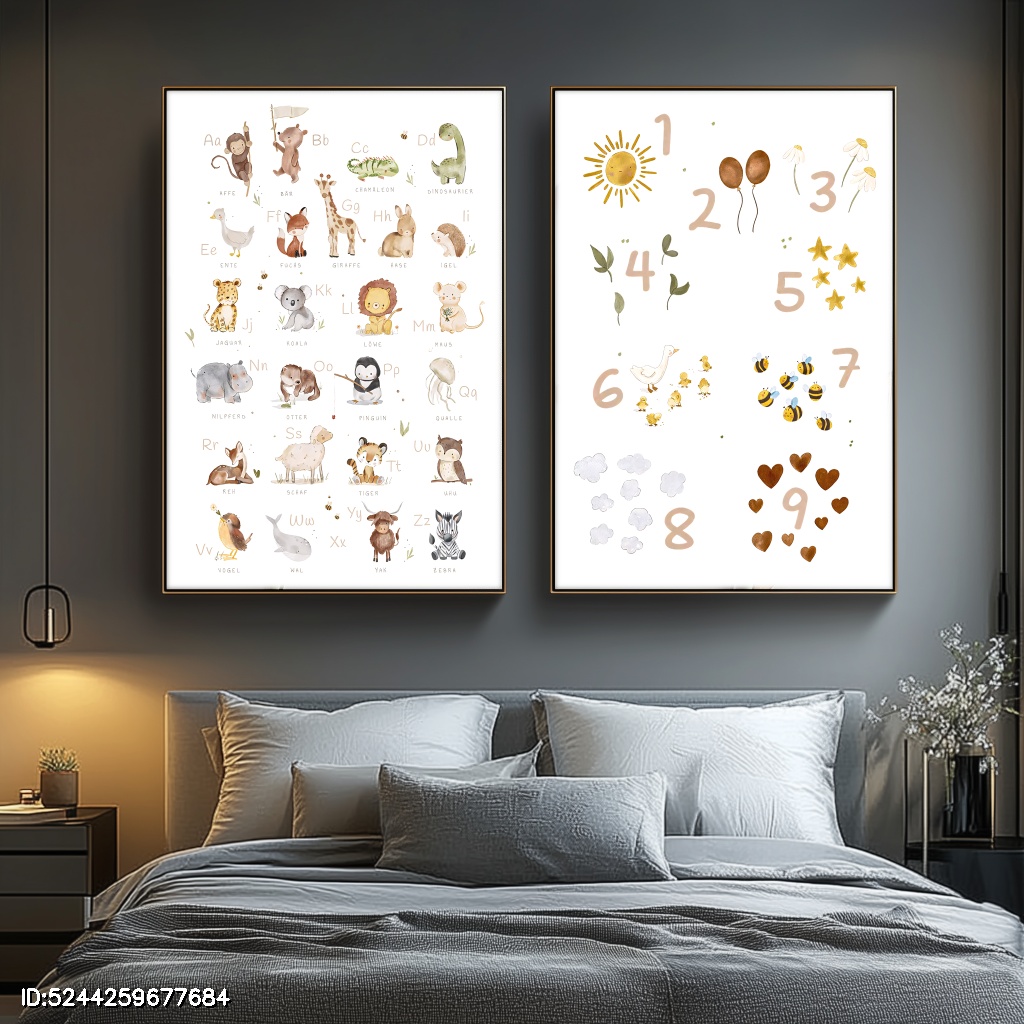 Aa
AFFE
BÄR
Bb
Cc
CHAMÄLEON
Dd
DINOSAURIER
Ee
ENTE
Ff
FUCHS
Gg
GIRAFFE
Hh
HASE
Ii
IGEL
Jj
JAGUAR
Kk
KOALA
Ll
LÖWE
Mm
MAUS
Nn
NILPFERD
Oo
OTTER
Pp
PINGUIN
Qq
QUALLE
Rr
REH
Ss
SCHAF
Tt
TIGER
Uu
UHU
Vv
VOGEL
Ww
WAL
Xx
Yy
YAK
Zz
ZEBRA
1
2
3
4
5
6
7
8
9
ID:5244259677684